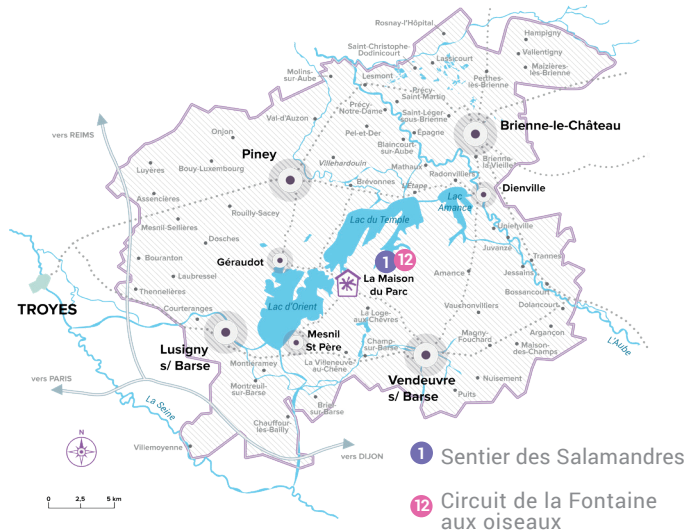 Rosnay-l'Hôpital
Hampigny
Saint-Christophe
Dodinicourt
Lassicourt
Vallentigny
Maizières
lès-Brienne
Molins-
sur-Aube
Lesmont
Perthes-
lès-Brienne
Précy-
Saint-Martin
Précy-
Notre-Dame
Saint-Léger-
sous-Brienne
Val-d'Auzon
Pel-et-Der
Épagne
Brienne-le-Château
vers REIMS
Onjon
Blaincourt-
sur-Aube
Piney
Villehardouin
Mathaux
Brienne-
la-Vieille
Luyères
Bouy-Luxembourg
Brévonnes
L'Étape
Radonvilliers
Dienville
Assencières
Rouilly-Sacey
Lac du Temple
Lac
Amance
Mesnil-Sellières
Unienville
Dosches
Juvanzé
Trannes
Bouranton
Géraudot
1
12
Laubressel
La Maison
du Parc
Amance
Jessains
Thennelières
Bossancourt
TROYES
Courteranges
Lac d'Orient
La Loge-
aux-Chèvres
Vauchonvilliers
Dolancourt
Lusigny
s/ Barse
Mesnil
St Père
Champ-
sur-Barse
Magny-
Fouchard
Argançon
Maison-
des-Champs
L'Aube
Montiéramey
La Villeneuve-
au-Chêne
Vendeuvre
s/ Barse
vers PARIS
Montreuil-
sur-Barse
Nuisement
Puits
La Seine
Briel-
sur-Barse
Chauffour-
lès-Bailly
N
Villemoyenne
vers DIJON
1 Sentier des Salamandres
0 2,5 5 km
12 Circuit de la Fontaine
aux oiseaux